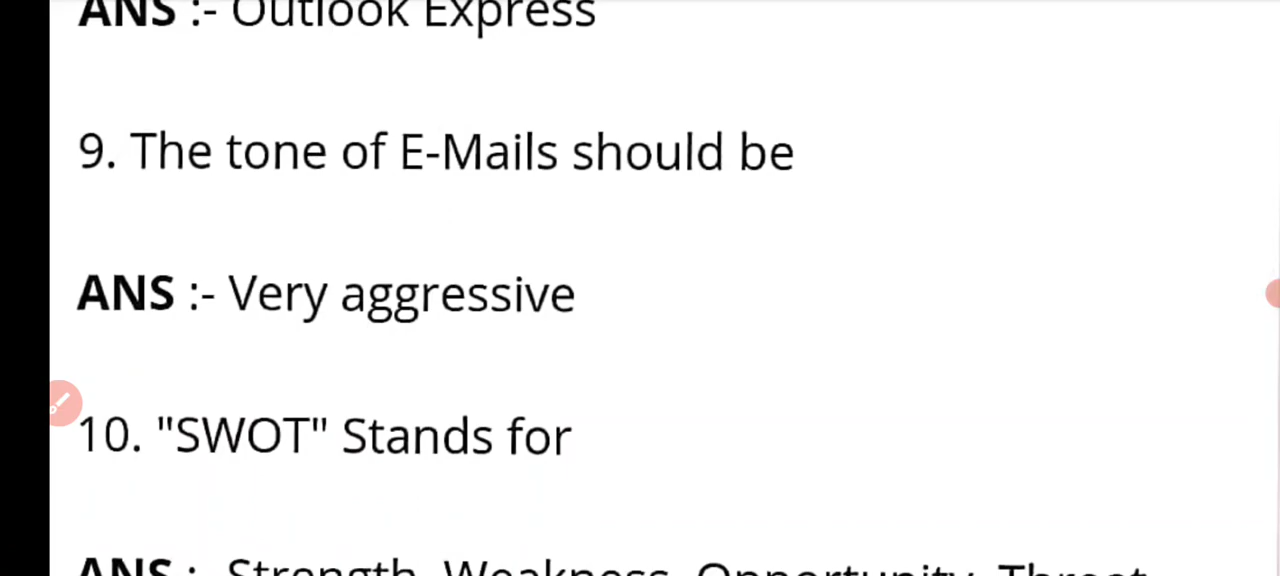 ANS :- Outlook Express
9. The tone of E-Mails should be
ANS :- Very aggressive
10. "SWOT" Stands for
ANS :- Strength, Weakness, Opportunity, Threat